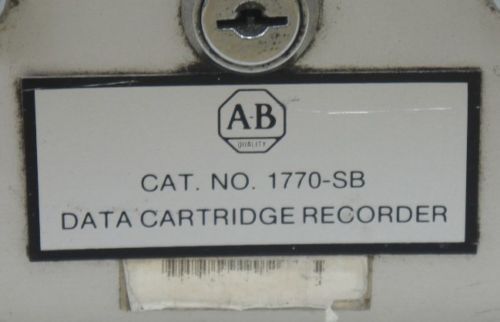 A-B
QUALITY
CAT. NO. 1770-SB
DATA CARTRIDGE RECORDER